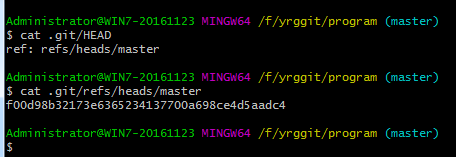 Administrator@WIN7-20161123 MINGW64 /f/yrggit/program (master)
$ cat .git/HEAD
ref: refs/heads/master
Administrator@WIN7-20161123 MINGW64 /f/yrggit/program (master)
$ cat .git/refs/heads/master
f00d98b32173e6365234137700a698ce4d5aadc4
Administrator@WIN7-20161123 MINGW64 /f/yrggit/program (master)
$